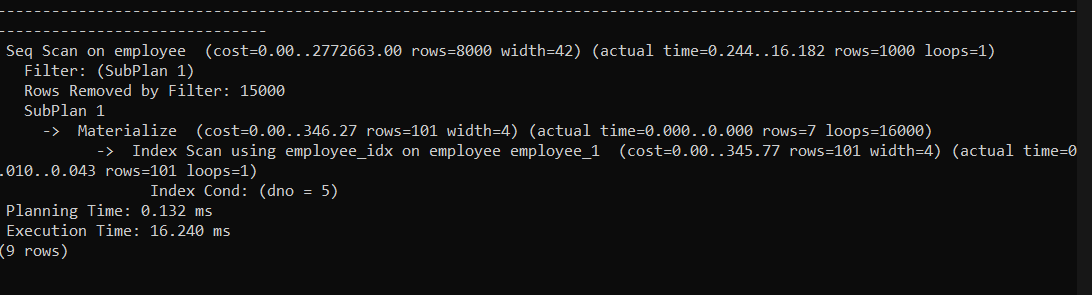 --------------------------------------------------------------------------------------------------------------------------
------------------------------
 Seq Scan on employee  (cost=0.00..2772663.00 rows=8000 width=42) (actual time=0.244..16.182 rows=1000 loops=1)
   Filter: (SubPlan 1)
   Rows Removed by Filter: 15000
   SubPlan 1
     ->  Materialize  (cost=0.00..346.27 rows=101 width=4) (actual time=0.000..0.000 rows=7 loops=16000)
           ->  Index Scan using employee_idx on employee employee_1  (cost=0.00..345.77 rows=101 width=4) (actual time=0
.010..0.043 rows=101 loops=1)
                 Index Cond: (dno = 5)
 Planning Time: 0.132 ms
 Execution Time: 16.240 ms
(9 rows)